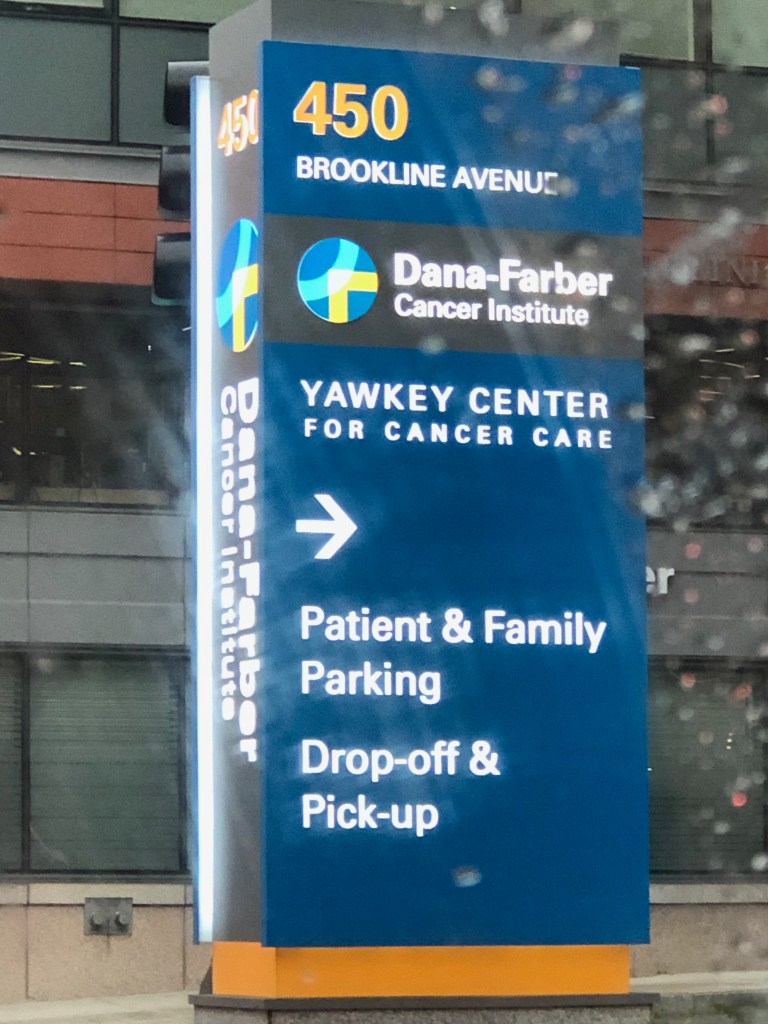 450
BROOKLINE AVENUE
Dana-Farber
Cancer Institute
YAWKEY CENTER
FOR CANCER CARE
Patient & Family
Parking
Drop-off &
Pick-up
450
Dana-Farber
Cancer Institute